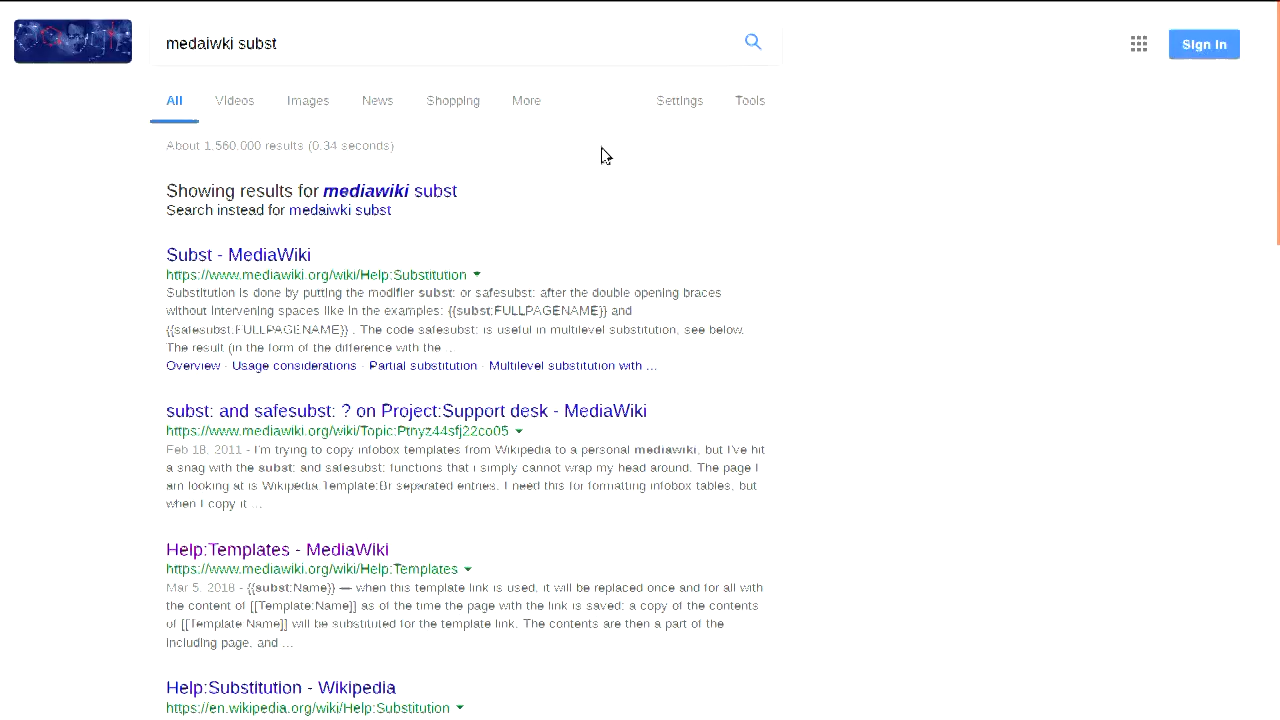 medaiwki subst
Sign in
All Videos Images News Shopping More Settings Tools
About 1,560,000 results (0.34 seconds)
Showing results for mediawiki subst
Search instead for medaiwki subst
Subst - MediaWiki
https://www.mediawiki.org/wiki/Help:Substitution
Substitution is done by putting the modifier subst: or safesubst: after the double opening braces
without intervening spaces like in the examples: {{subst:FULLPAGENAME}} and
{{safesubst:FULLPAGENAME}} . The code safesubst: is useful in multilevel substitution, see below.
The result (in the form of the difference with the ...
Overview · Usage considerations · Partial substitution · Multilevel substitution with ...
subst: and safesubst: ? on Project:Support desk - MediaWiki
https://www.mediawiki.org/wiki/Topic:Ptnyz44sfj22co05
Feb 18, 2011 - I'm trying to copy infobox templates from Wikipedia to a personal mediawiki, but I've hit
a snag with the subst: and safesubst: functions that i simply cannot wrap my head around. The page I
am looking at is Wikipedia Template:Br separated entries. I need this for formatting infobox tables, but
when I copy it ...
Help:Templates - MediaWiki
https://www.mediawiki.org/wiki/Help:Templates
Mar 5, 2018 - {{subst:Name}} — when this template link is used, it will be replaced once and for all with
the content of [[Template:Name]] as of the time the page with the link is saved: a copy of the contents
of [[Template:Name]] will be substituted for the template link. The contents are then a part of the
including page, and ...
Help:Substitution - Wikipedia
https://en.wikipedia.org/wiki/Help:Substitution